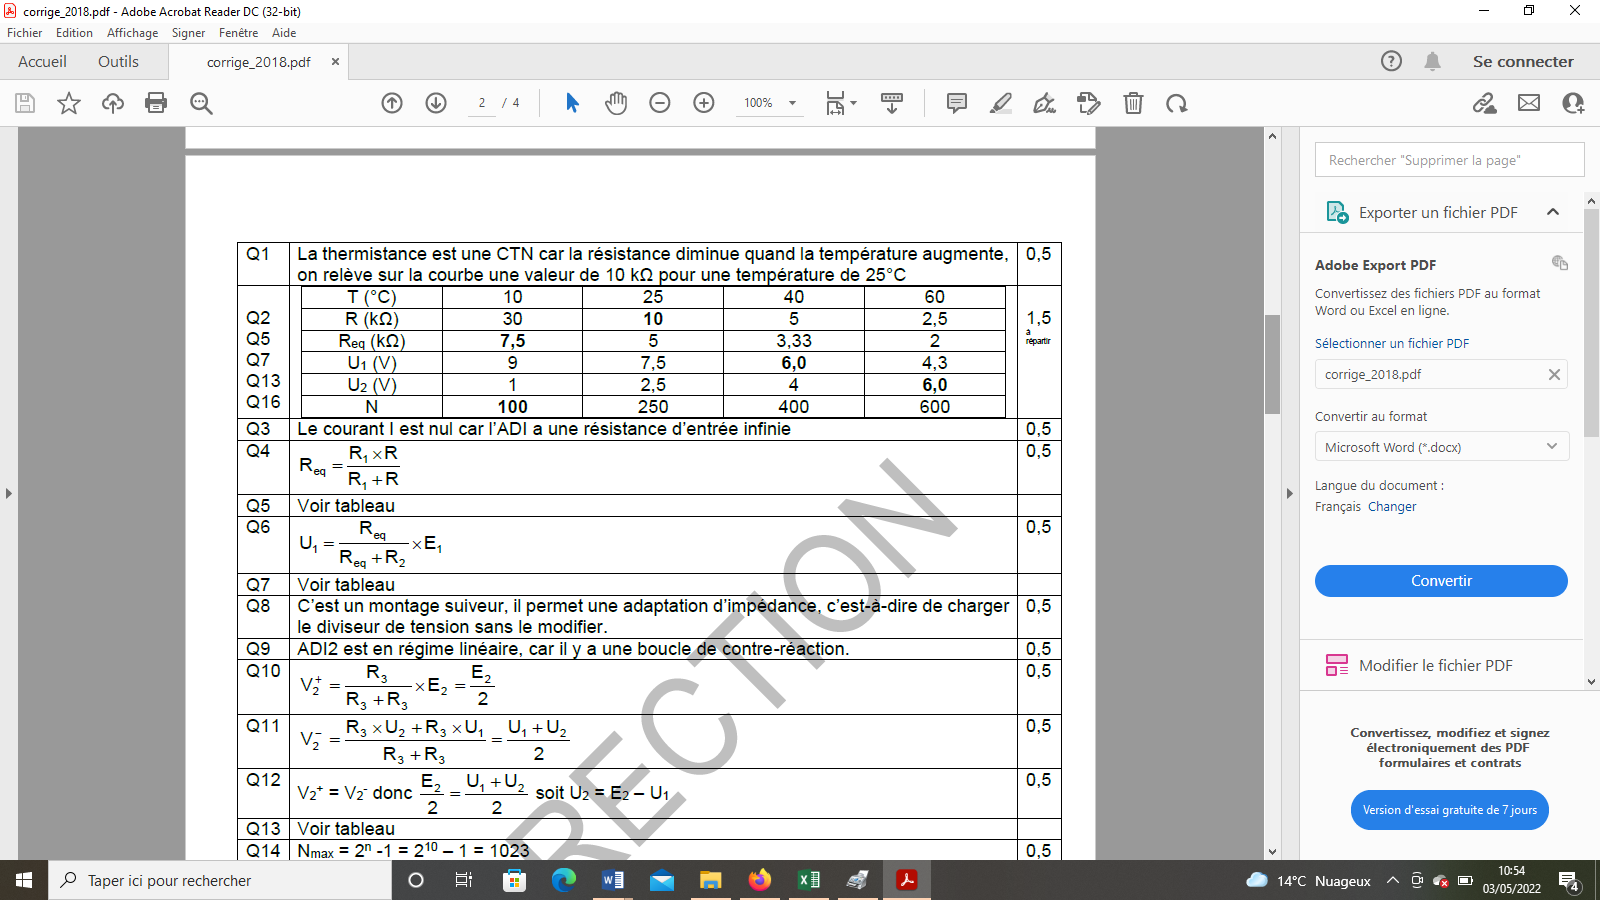 corrige_2018.pdf - Adobe Acrobat Reader DC (32-bit)
Fichier Edition Affichage Signer Fenêtre Aide
Accueil Outils corrige_2018.pdf × Se connecter
2 / 4 100%
Q1 La thermistance est une CTN car la résistance diminue quand la température augmente, 0,5
on relève sur la courbe une valeur de 10 kΩ pour une température de 25°C
T (°C) 10 25 40 60
Q2 R (kΩ) 30 10 5 2,5 1,5
Q5 Req (kΩ) 7,5 5 3,33 2 à répartir
Q7 U1 (V) 9 7,5 6,0 4,3
Q13 U2 (V) 1 2,5 4 6,0
Q16 N 100 250 400 600
Q3 Le courant I est nul car l'ADI a une résistance d'entrée infinie 0,5
Q4 Req = (R1 × R) / (R1 + R) 0,5
Q5 Voir tableau
Q6 U1 = Req / (Req + R2) × E1 0,5
Q7 Voir tableau
Q8 C'est un montage suiveur, il permet une adaptation d'impédance, c'est-à-dire de charger 0,5
le diviseur de tension sans le modifier.
Q9 ADI2 est en régime linéaire, car il y a une boucle de contre-réaction. 0,5
Q10 V2+ = R3 / (R3 + R3) × E2 = E2 / 2 0,5
Q11 V2- = (R3 × U2 + R3 × U1) / (R3 + R3) = (U1 + U2) / 2 0,5
Q12 V2+ = V2- donc E2 / 2 = (U1 + U2) / 2 soit U2 = E2 – U1 0,5
Q13 Voir tableau
Q14 Nmax = 2^n -1 = 2^10 – 1 = 1023 0,5
RECTION
Rechercher "Supprimer la page"
Exporter un fichier PDF
Adobe Export PDF
Convertissez des fichiers PDF au format
Word ou Excel en ligne.
Sélectionner un fichier PDF
corrige_2018.pdf
Convertir au format
Microsoft Word (*.docx)
Langue du document :
Français Changer
Convertir
Modifier le fichier PDF
Convertissez, modifiez et signez
électroniquement des PDF
formulaires et contrats
Version d'essai gratuite de 7 jours
Taper ici pour rechercher
14°C Nuageux
10:54
03/05/2022
4